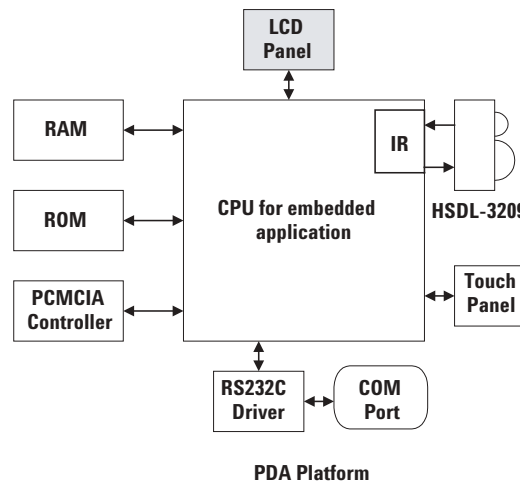 LCD
Panel
RAM
IR
ROM
CPU for embedded
application
HSDL-3209
PCMCIA
Controller
Touch
Panel
RS232C
Driver
COM
Port
PDA Platform